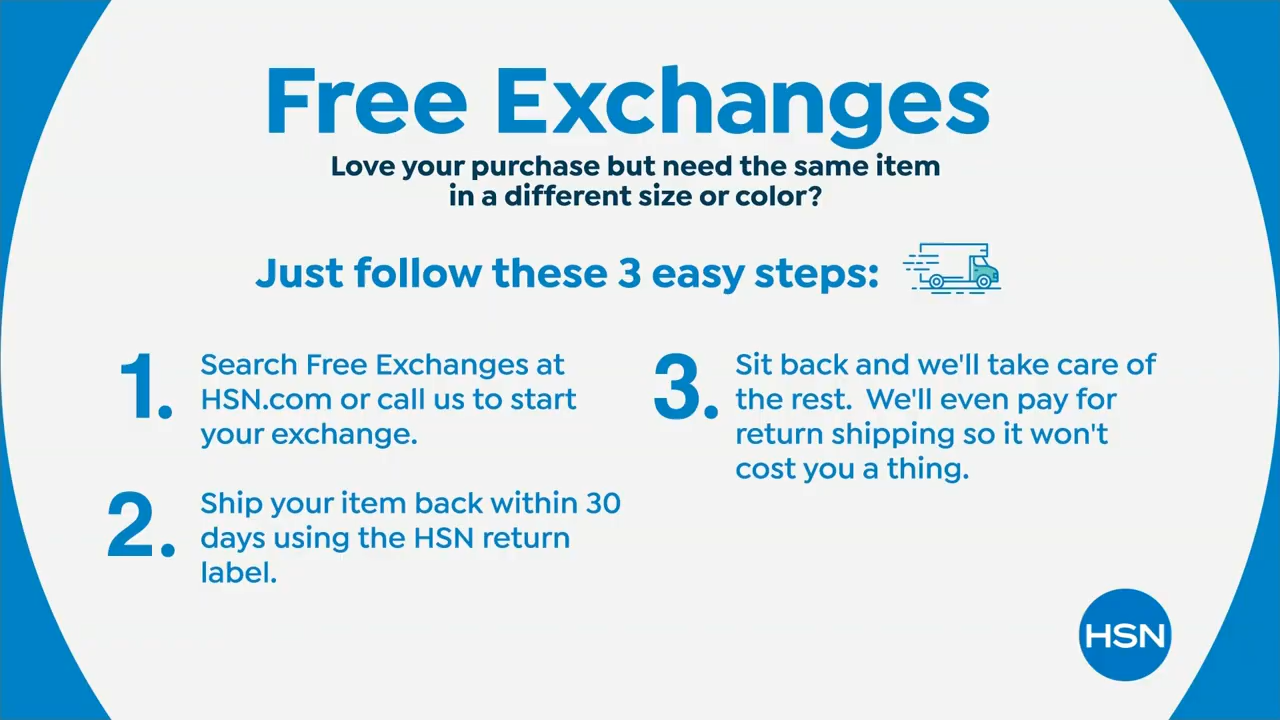 Free Exchanges
Love your purchase but need the same item
in a different size or color?
Just follow these 3 easy steps:
1. Search Free Exchanges at
HSN.com or call us to start
your exchange.
2. Ship your item back within 30
days using the HSN return
label.
3. Sit back and we'll take care of
the rest.  We'll even pay for
return shipping so it won't
cost you a thing.
HSN